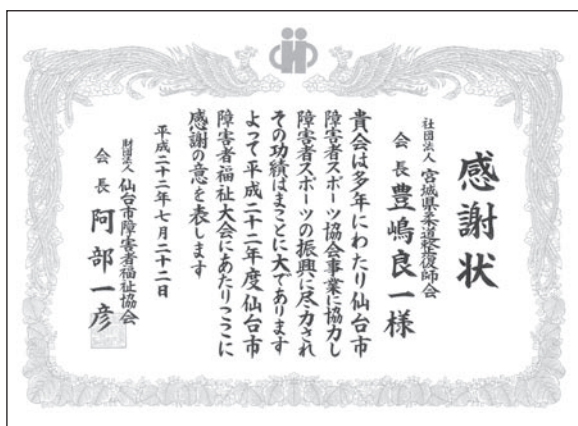 感謝状
社団法人 宮城県柔道整復師会
会長 豊嶋良一様
貴会は多年にわたり仙台市
障害者スポーツ協会事業に協力し
障害者スポーツの振興に尽力され
その功績はまことに大であります
よって平成二十二年度仙台市
障害者福祉大会にあたりここに
感謝の意を表します
平成二十二年七月二十二日
財団法人 仙台市障害者福祉協会
会長 阿部一彦